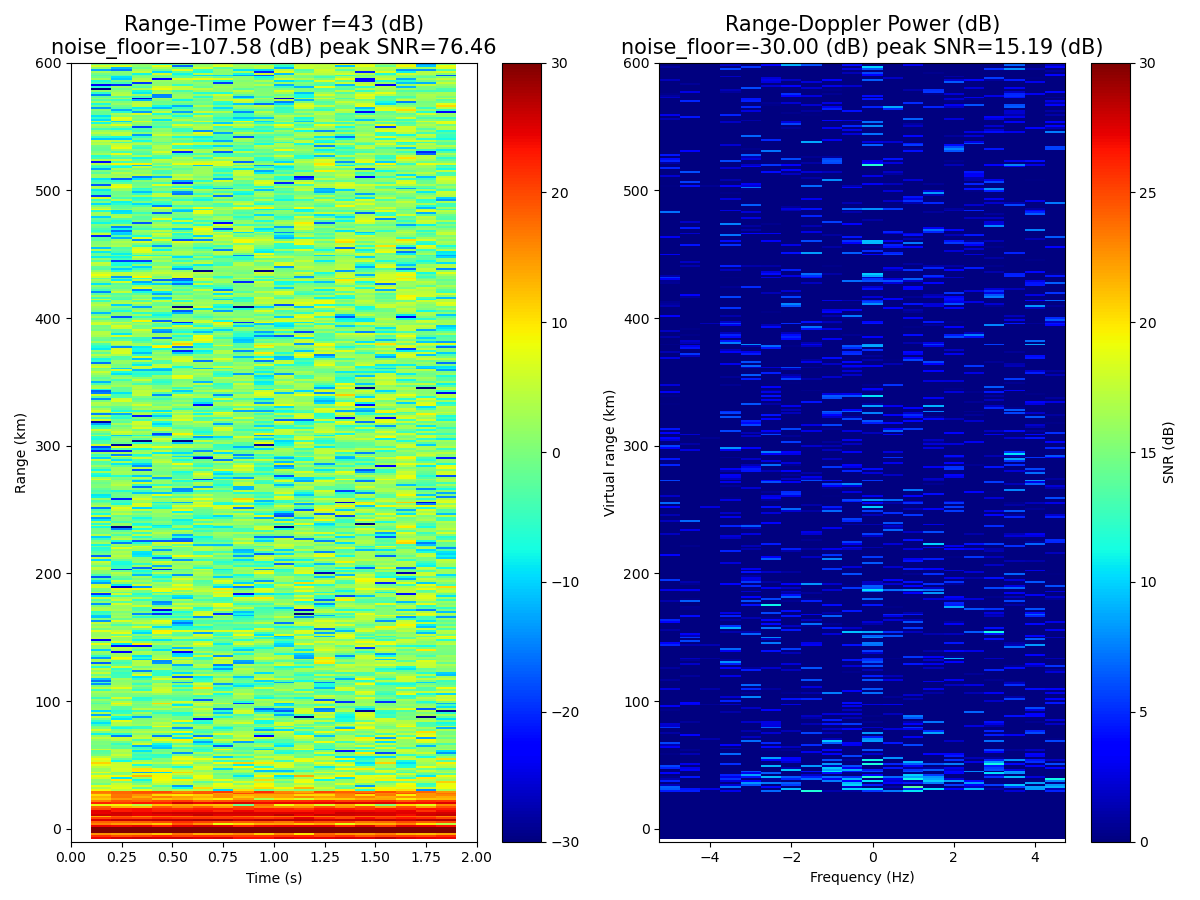 Range-Time Power f=43 (dB)
noise_floor=-107.58 (dB) peak SNR=76.46
600
500
400
300
200
100
0
Range (km)
0.00 0.25 0.50 0.75 1.00 1.25 1.50 1.75 2.00
Time (s)
30
20
10
0
−10
−20
−30
Range-Doppler Power (dB)
noise_floor=-30.00 (dB) peak SNR=15.19 (dB)
600
500
400
300
200
100
0
Virtual range (km)
−4 −2 0 2 4
Frequency (Hz)
30
25
20
15
10
5
0
SNR (dB)